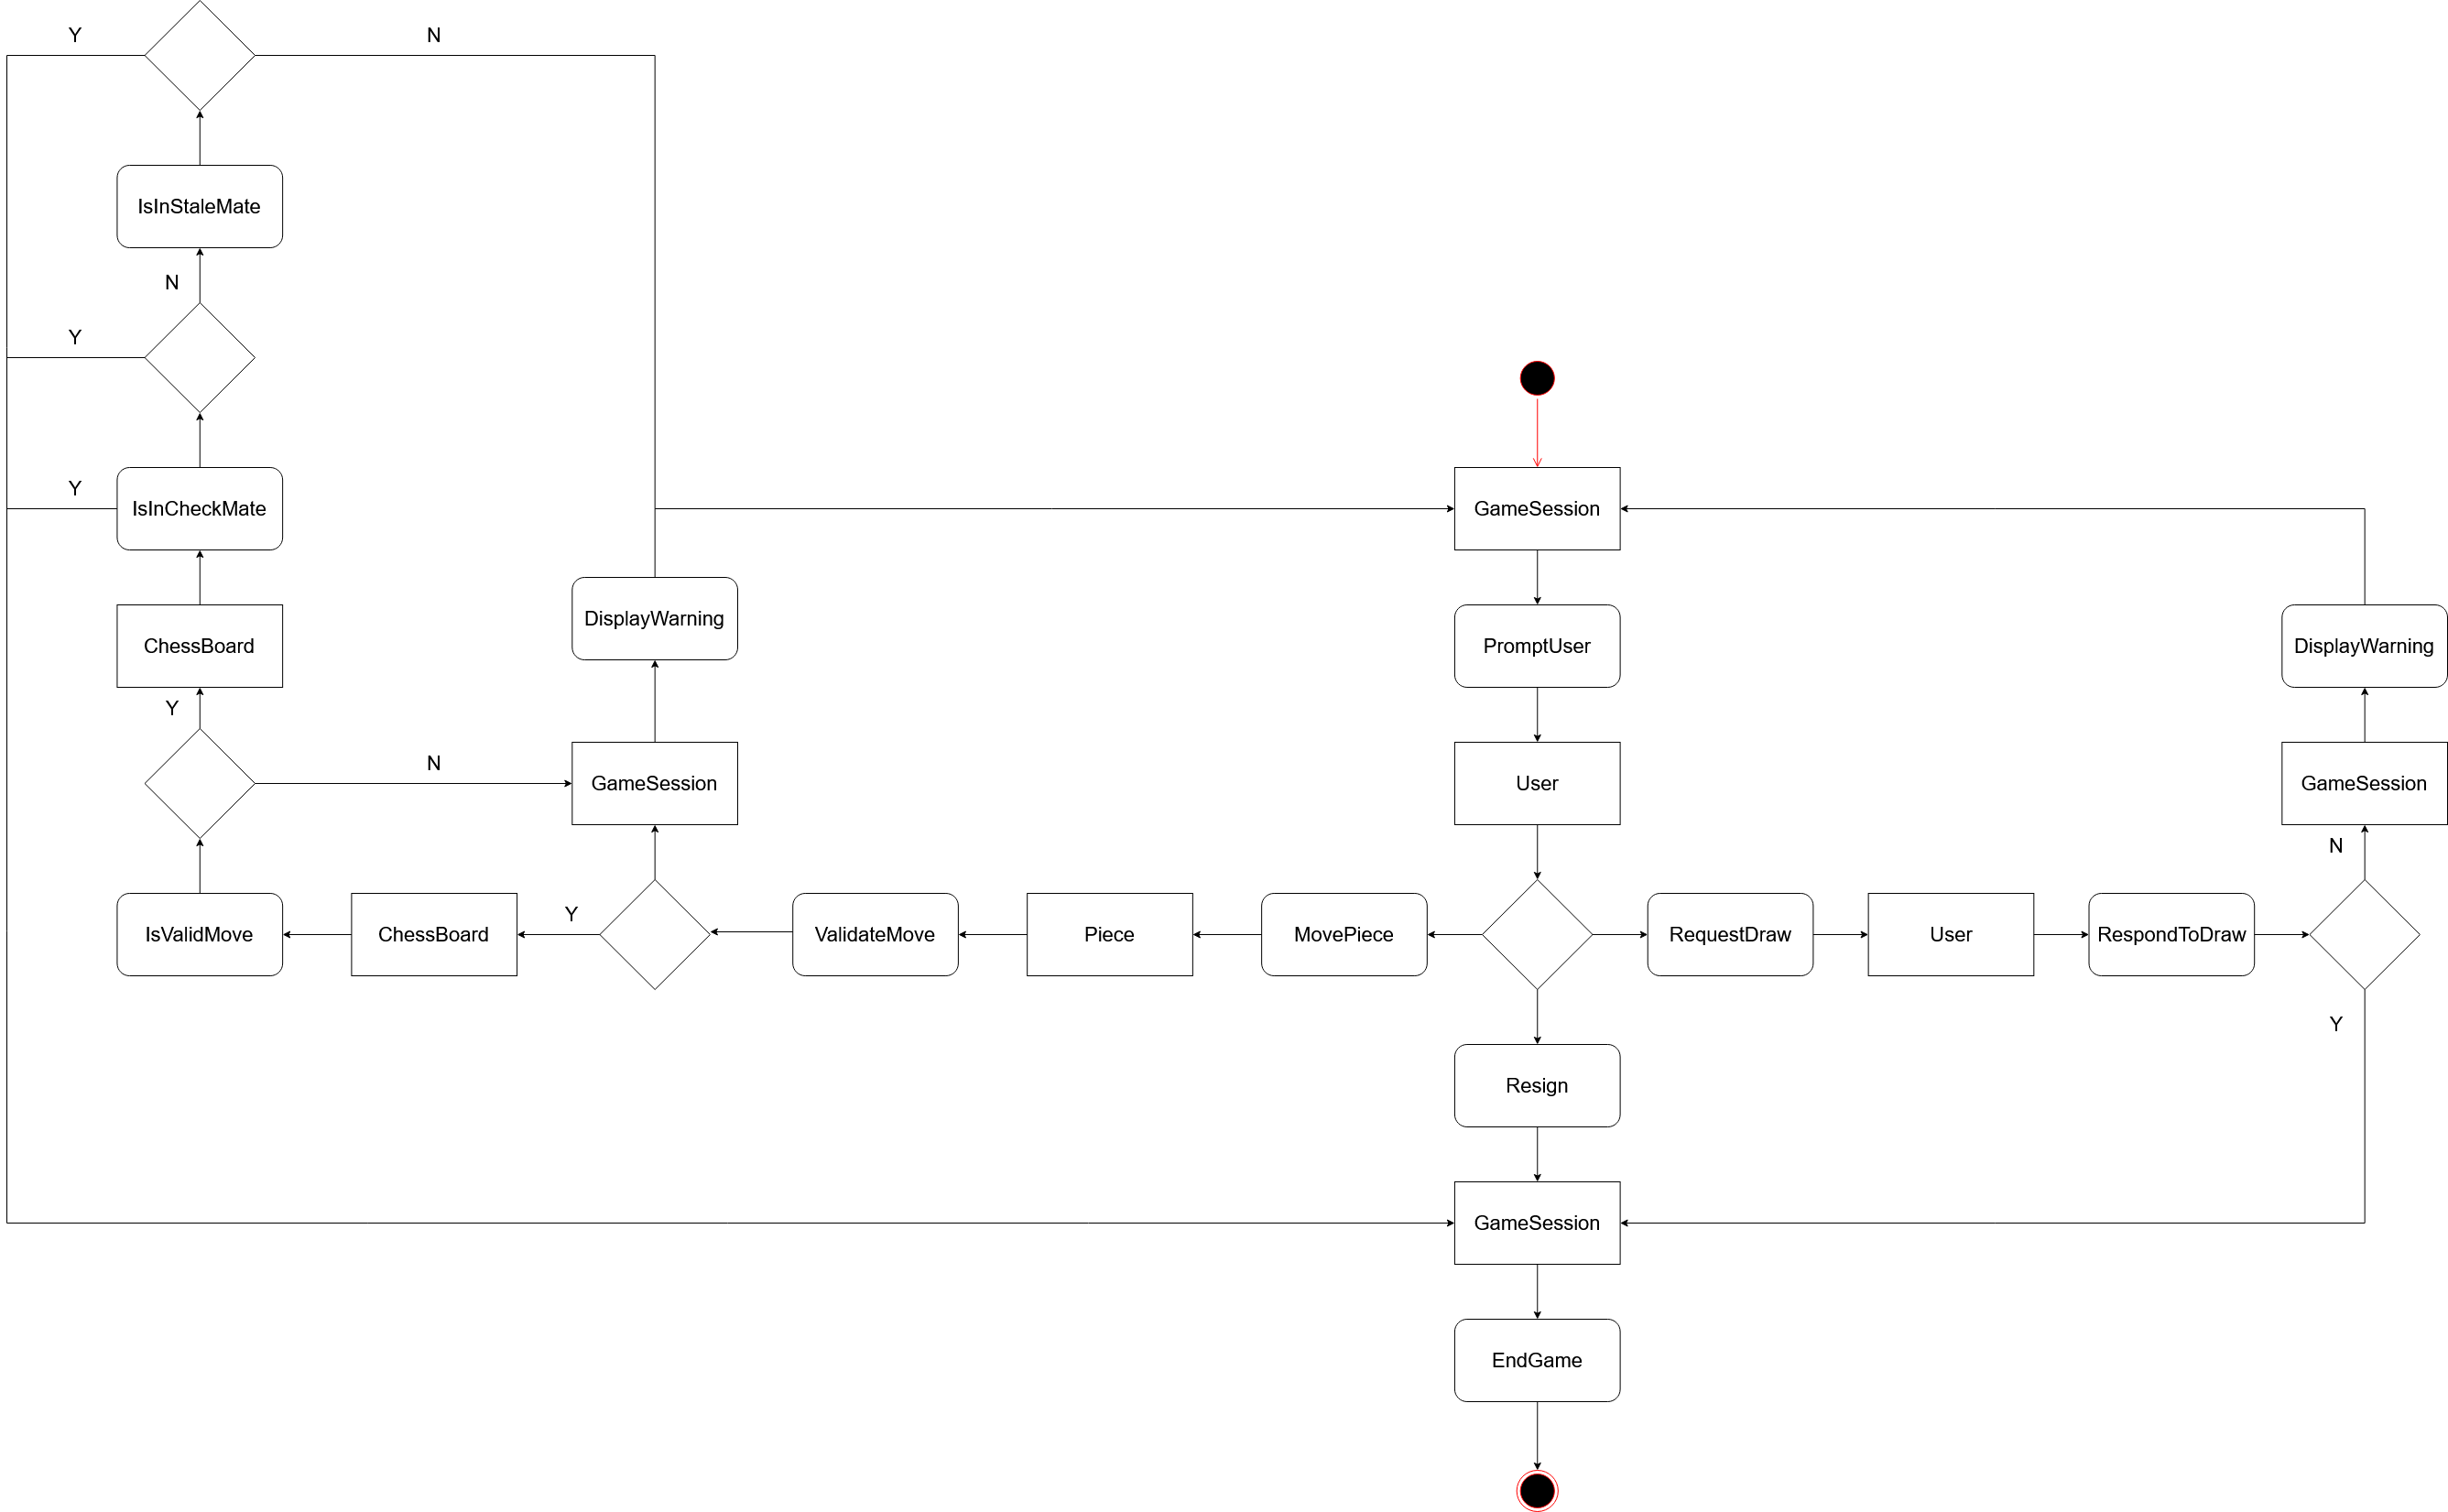 Y
N
IsInStaleMate
N
Y
Y
IsInCheckMate
GameSession
DisplayWarning
ChessBoard
PromptUser
DisplayWarning
Y
N
GameSession
User
GameSession
N
Y
IsValidMove
ChessBoard
ValidateMove
Piece
MovePiece
RequestDraw
User
RespondToDraw
Y
Resign
GameSession
EndGame